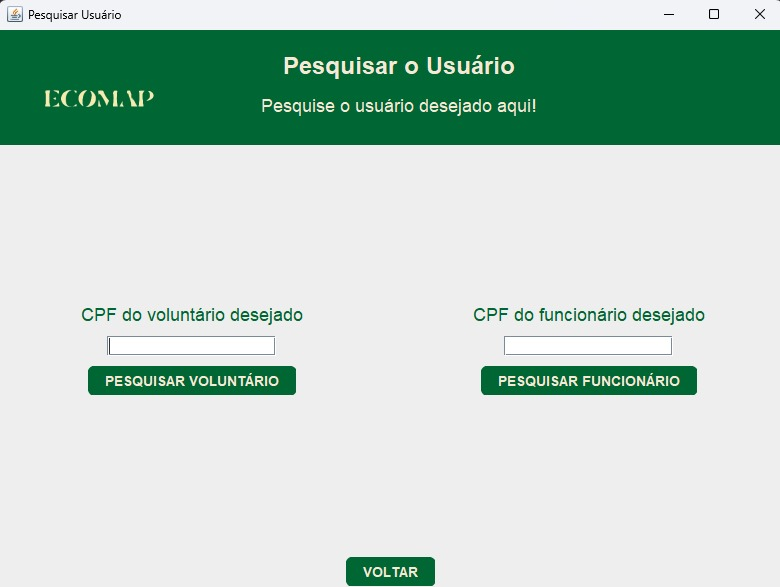 Pesquisar Usuário
Pesquisar o Usuário
ECOMAP
Pesquise o usuário desejado aqui!
CPF do voluntário desejado
PESQUISAR VOLUNTÁRIO
CPF do funcionário desejado
PESQUISAR FUNCIONÁRIO
VOLTAR